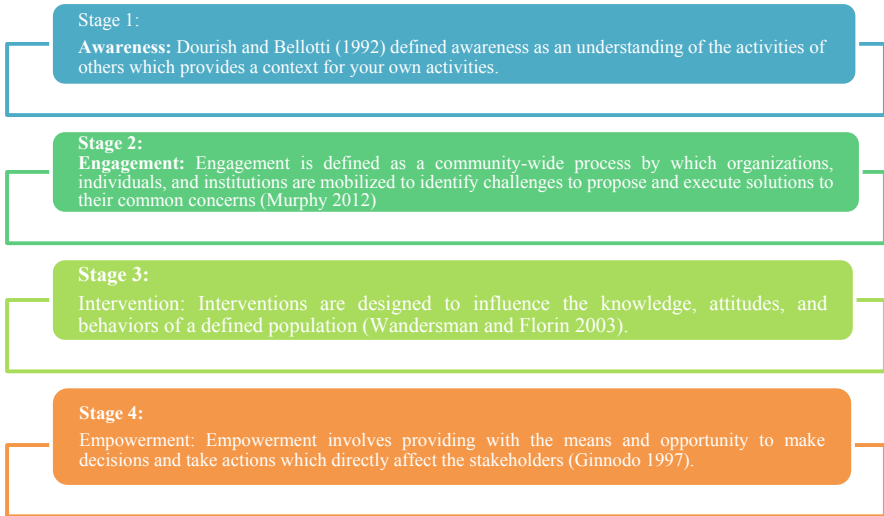 Stage 1:
Awareness: Dourish and Bellotti (1992) defined awareness as an understanding of the activities of
others which provides a context for your own activities.
Stage 2:
Engagement: Engagement is defined as a community-wide process by which organizations,
individuals, and institutions are mobilized to identify challenges to propose and execute solutions to
their common concerns (Murphy 2012)
Stage 3:
Intervention: Interventions are designed to influence the knowledge, attitudes, and
behaviors of a defined population (Wandersman and Florin 2003).
Stage 4:
Empowerment: Empowerment involves providing with the means and opportunity to make
decisions and take actions which directly affect the stakeholders (Ginnodo 1997).